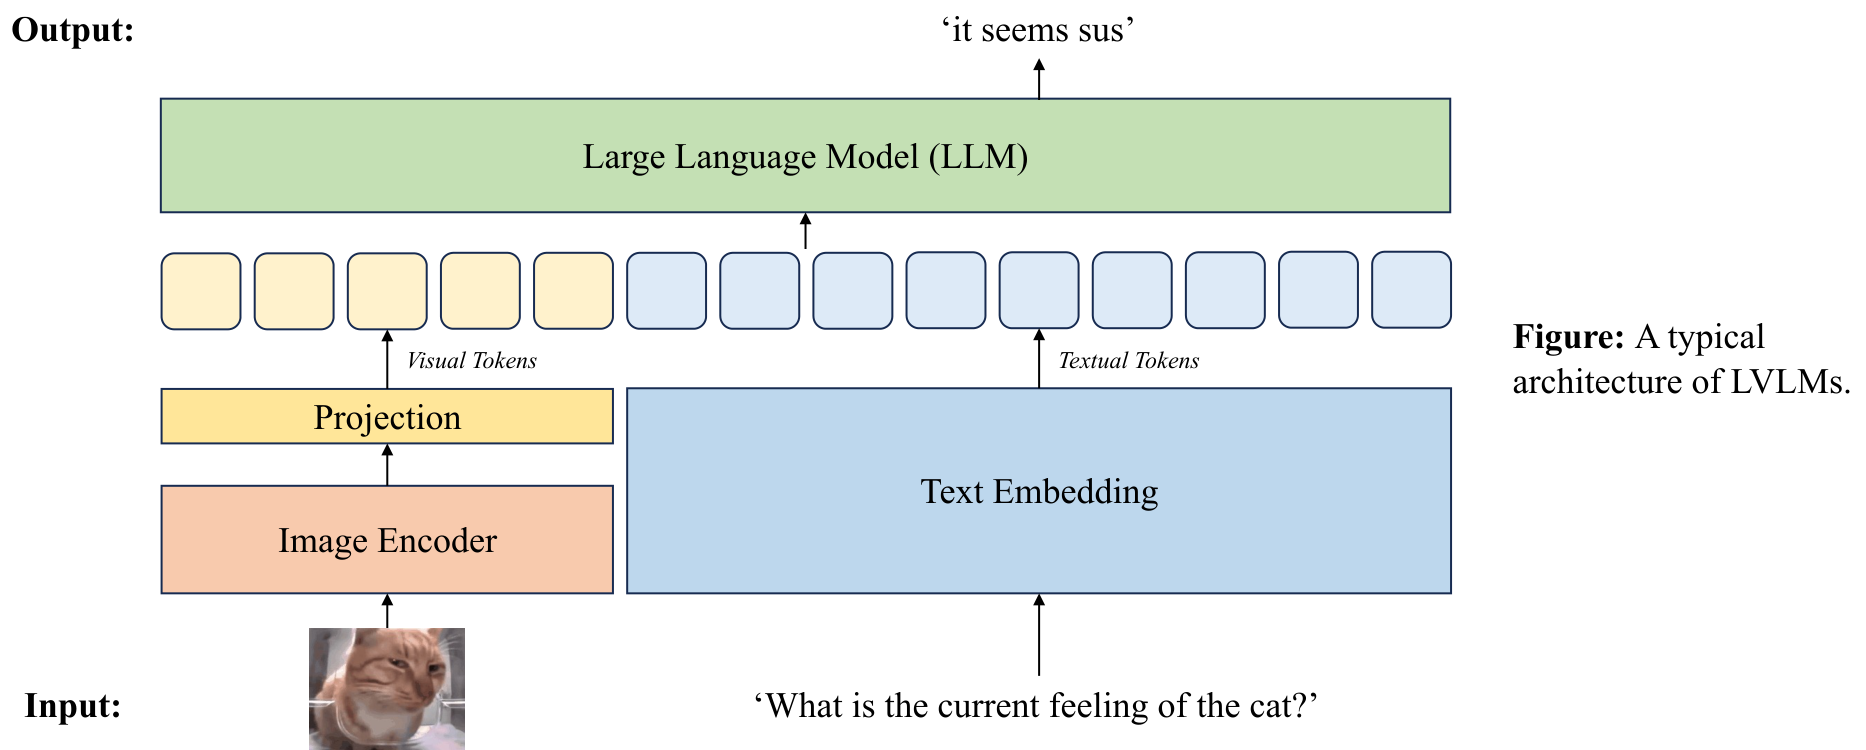 Output:
‘it seems sus’
Large Language Model (LLM)
Visual Tokens
Textual Tokens
Projection
Text Embedding
Image Encoder
Input:
‘What is the current feeling of the cat?’
Figure: A typical
architecture of LVLMs.